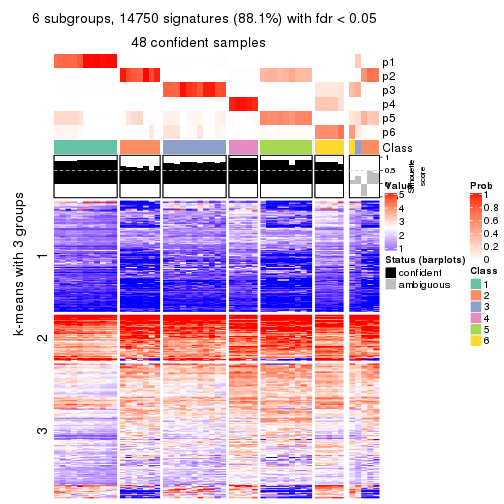 6 subgroups, 14750 signatures (88.1%) with fdr < 0.05
48 confident samples
p1
p2
p3
p4
p5
p6
Class
1
0.5
0
Silhouette
score
k-means with 3 groups
1
2
3
Value
5
4
3
2
1
Status (barplots)
confident
ambiguous
Prob
1
0.8
0.6
0.4
0.2
0
Class
1
2
3
4
5
6